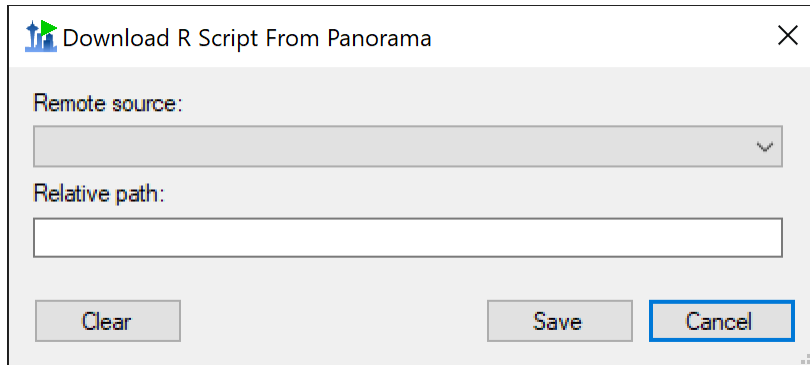 Download R Script From Panorama
Remote source:
Relative path:
Clear
Save
Cancel